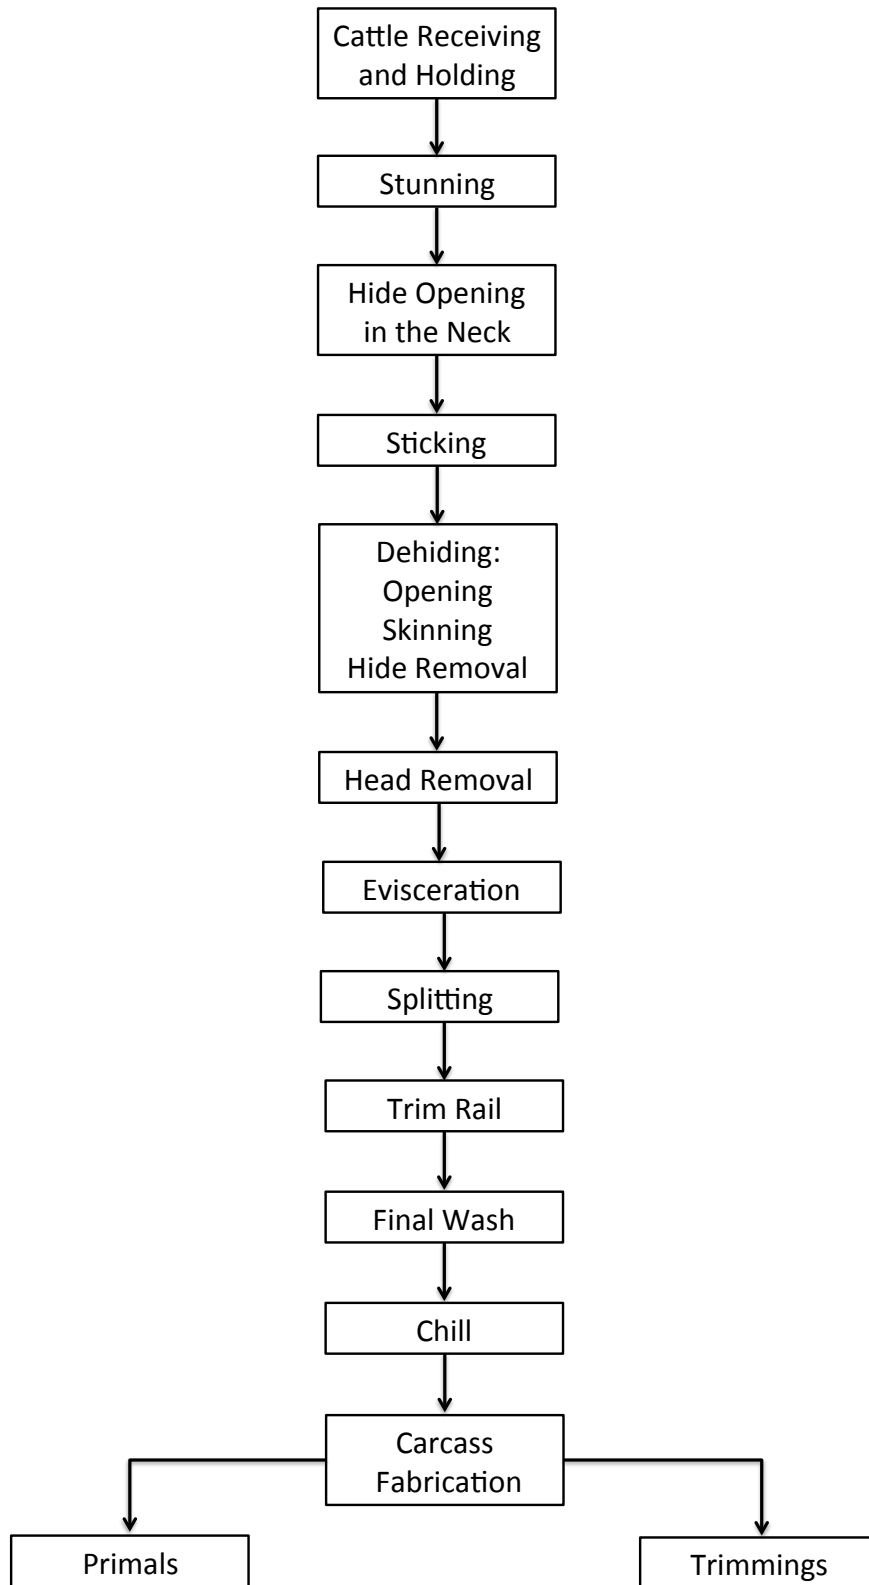 Cattle Receiving
and Holding
Stunning
Hide Opening
in the Neck
Sticking
Dehiding:
Opening
Skinning
Hide Removal
Head Removal
Evisceration
Splitting
Trim Rail
Final Wash
Chill
Carcass
Fabrication
Primals
Trimmings